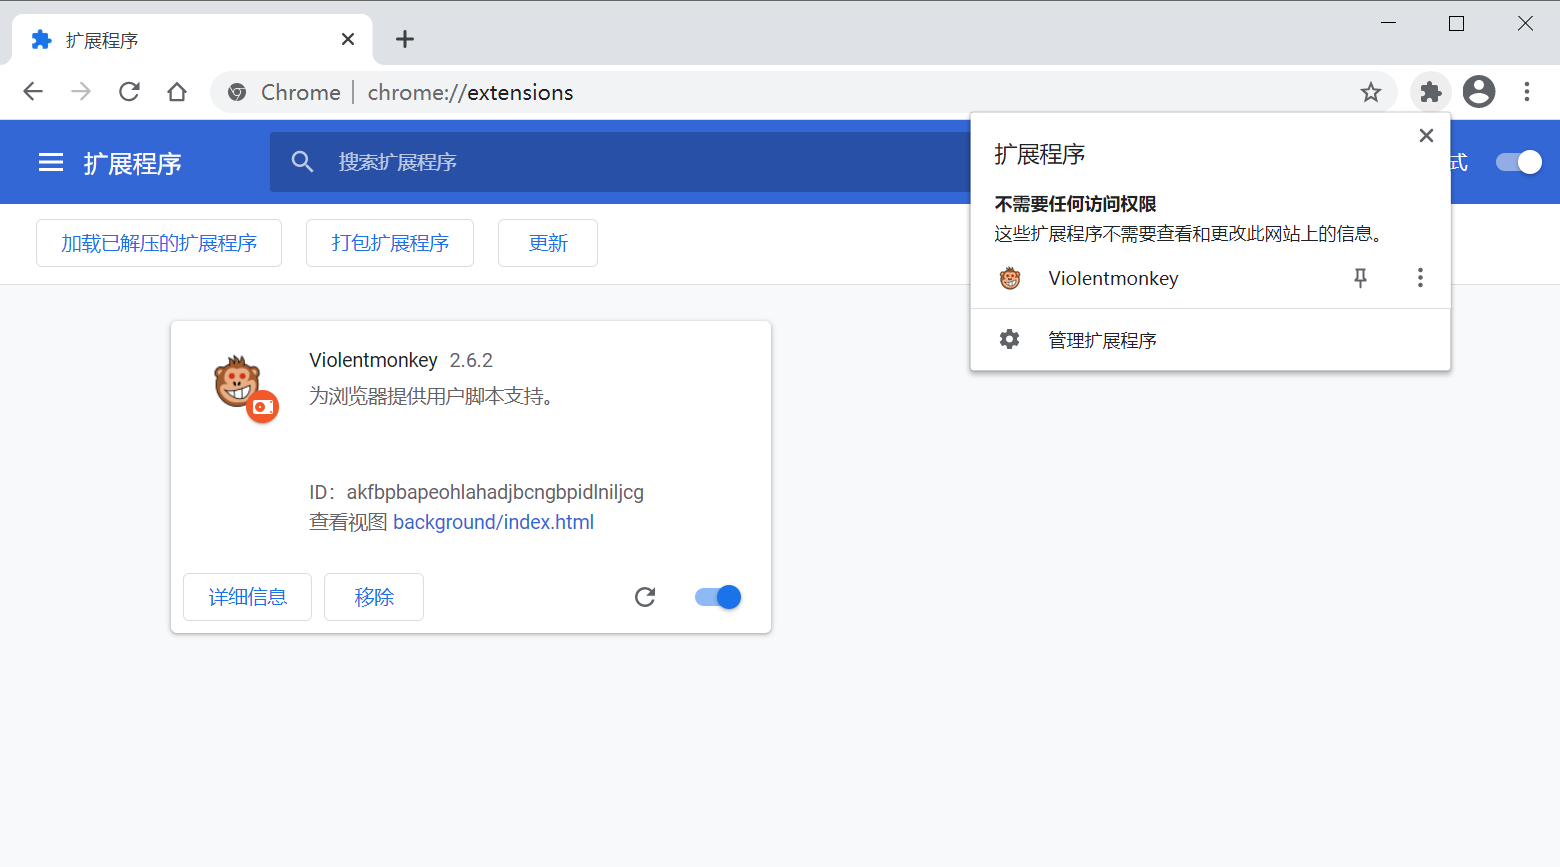 扩展程序
Chrome
chrome://extensions
扩展程序
搜索扩展程序
式
加载已解压的扩展程序
打包扩展程序
更新
扩展程序
不需要任何访问权限
这些扩展程序不需要查看和更改此网站上的信息。
Violentmonkey
管理扩展程序
Violentmonkey 2.6.2
为浏览器提供用户脚本支持。
ID：akfbpbapeohlahadjbcngbpidlniljcg
查看视图 background/index.html
详细信息
移除